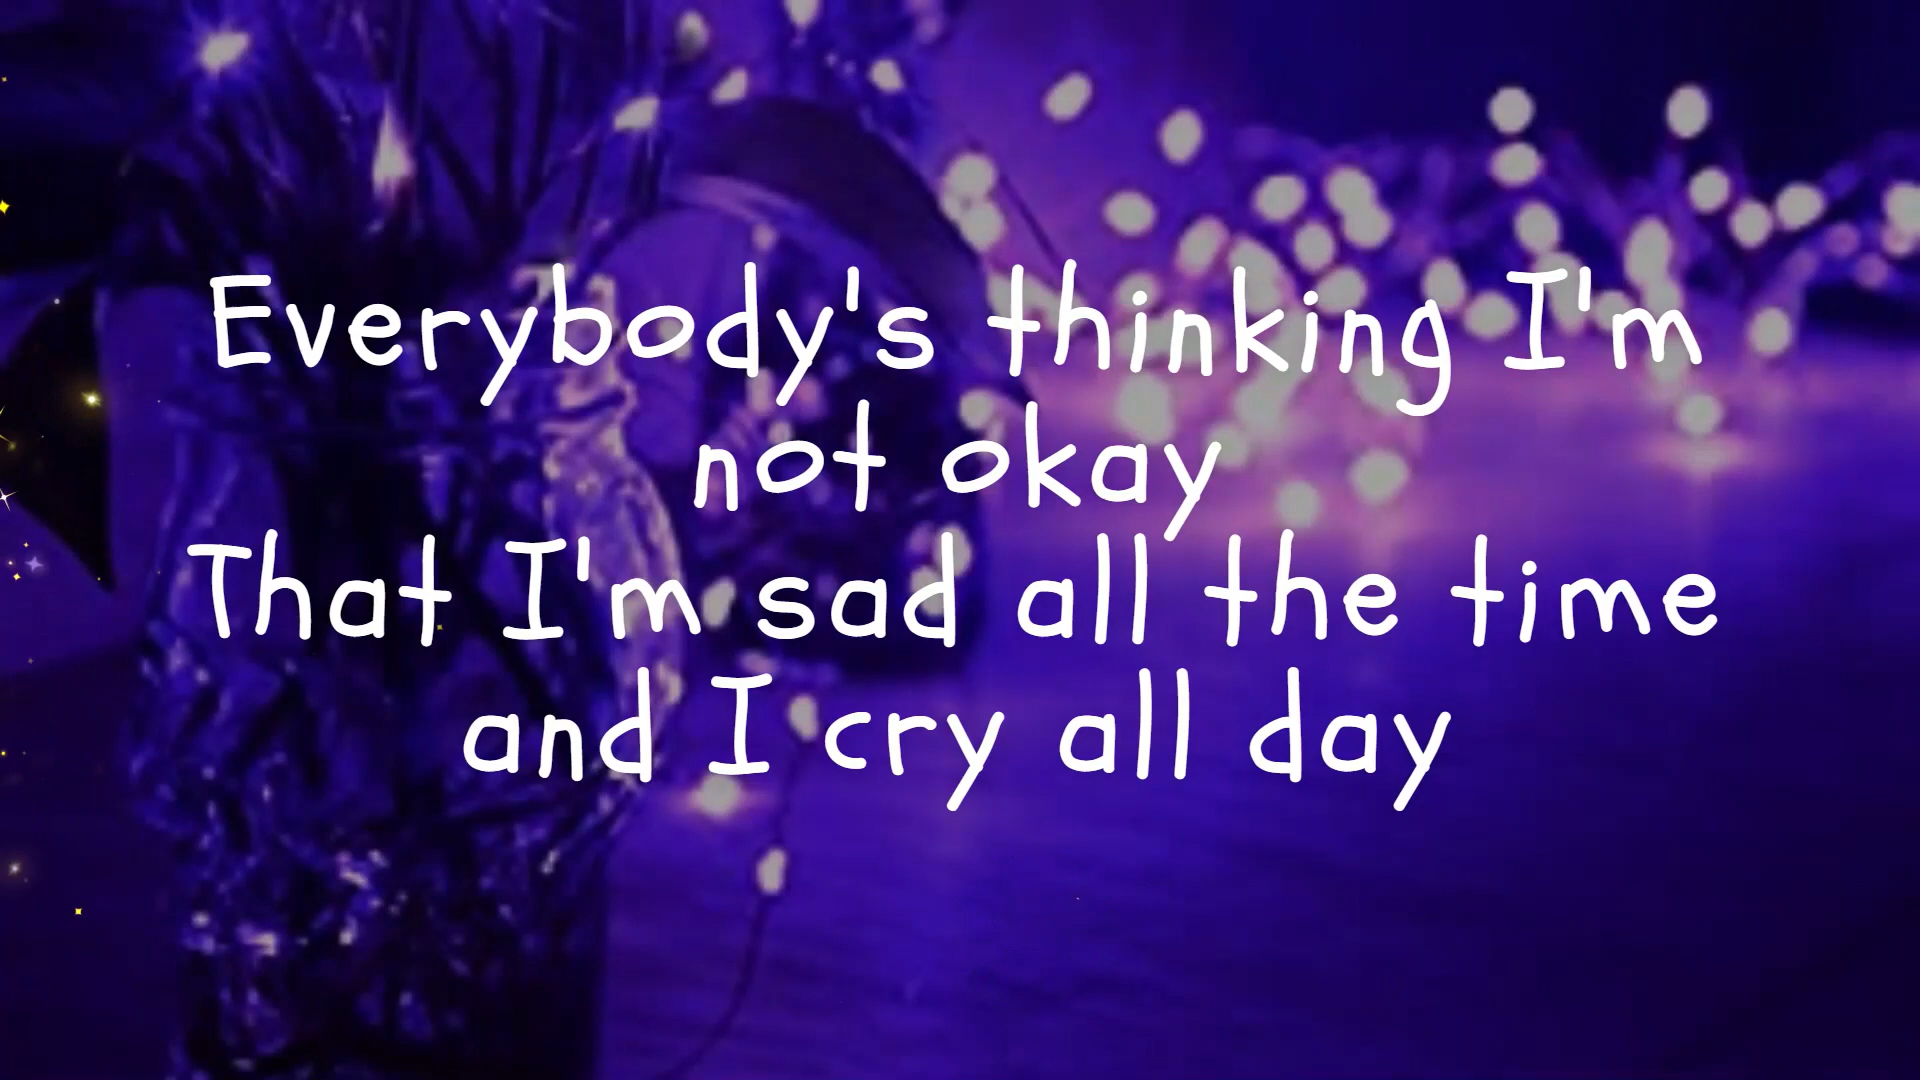 Everybody's thinking I'm
not okay
That I'm sad all the time
and I cry all day